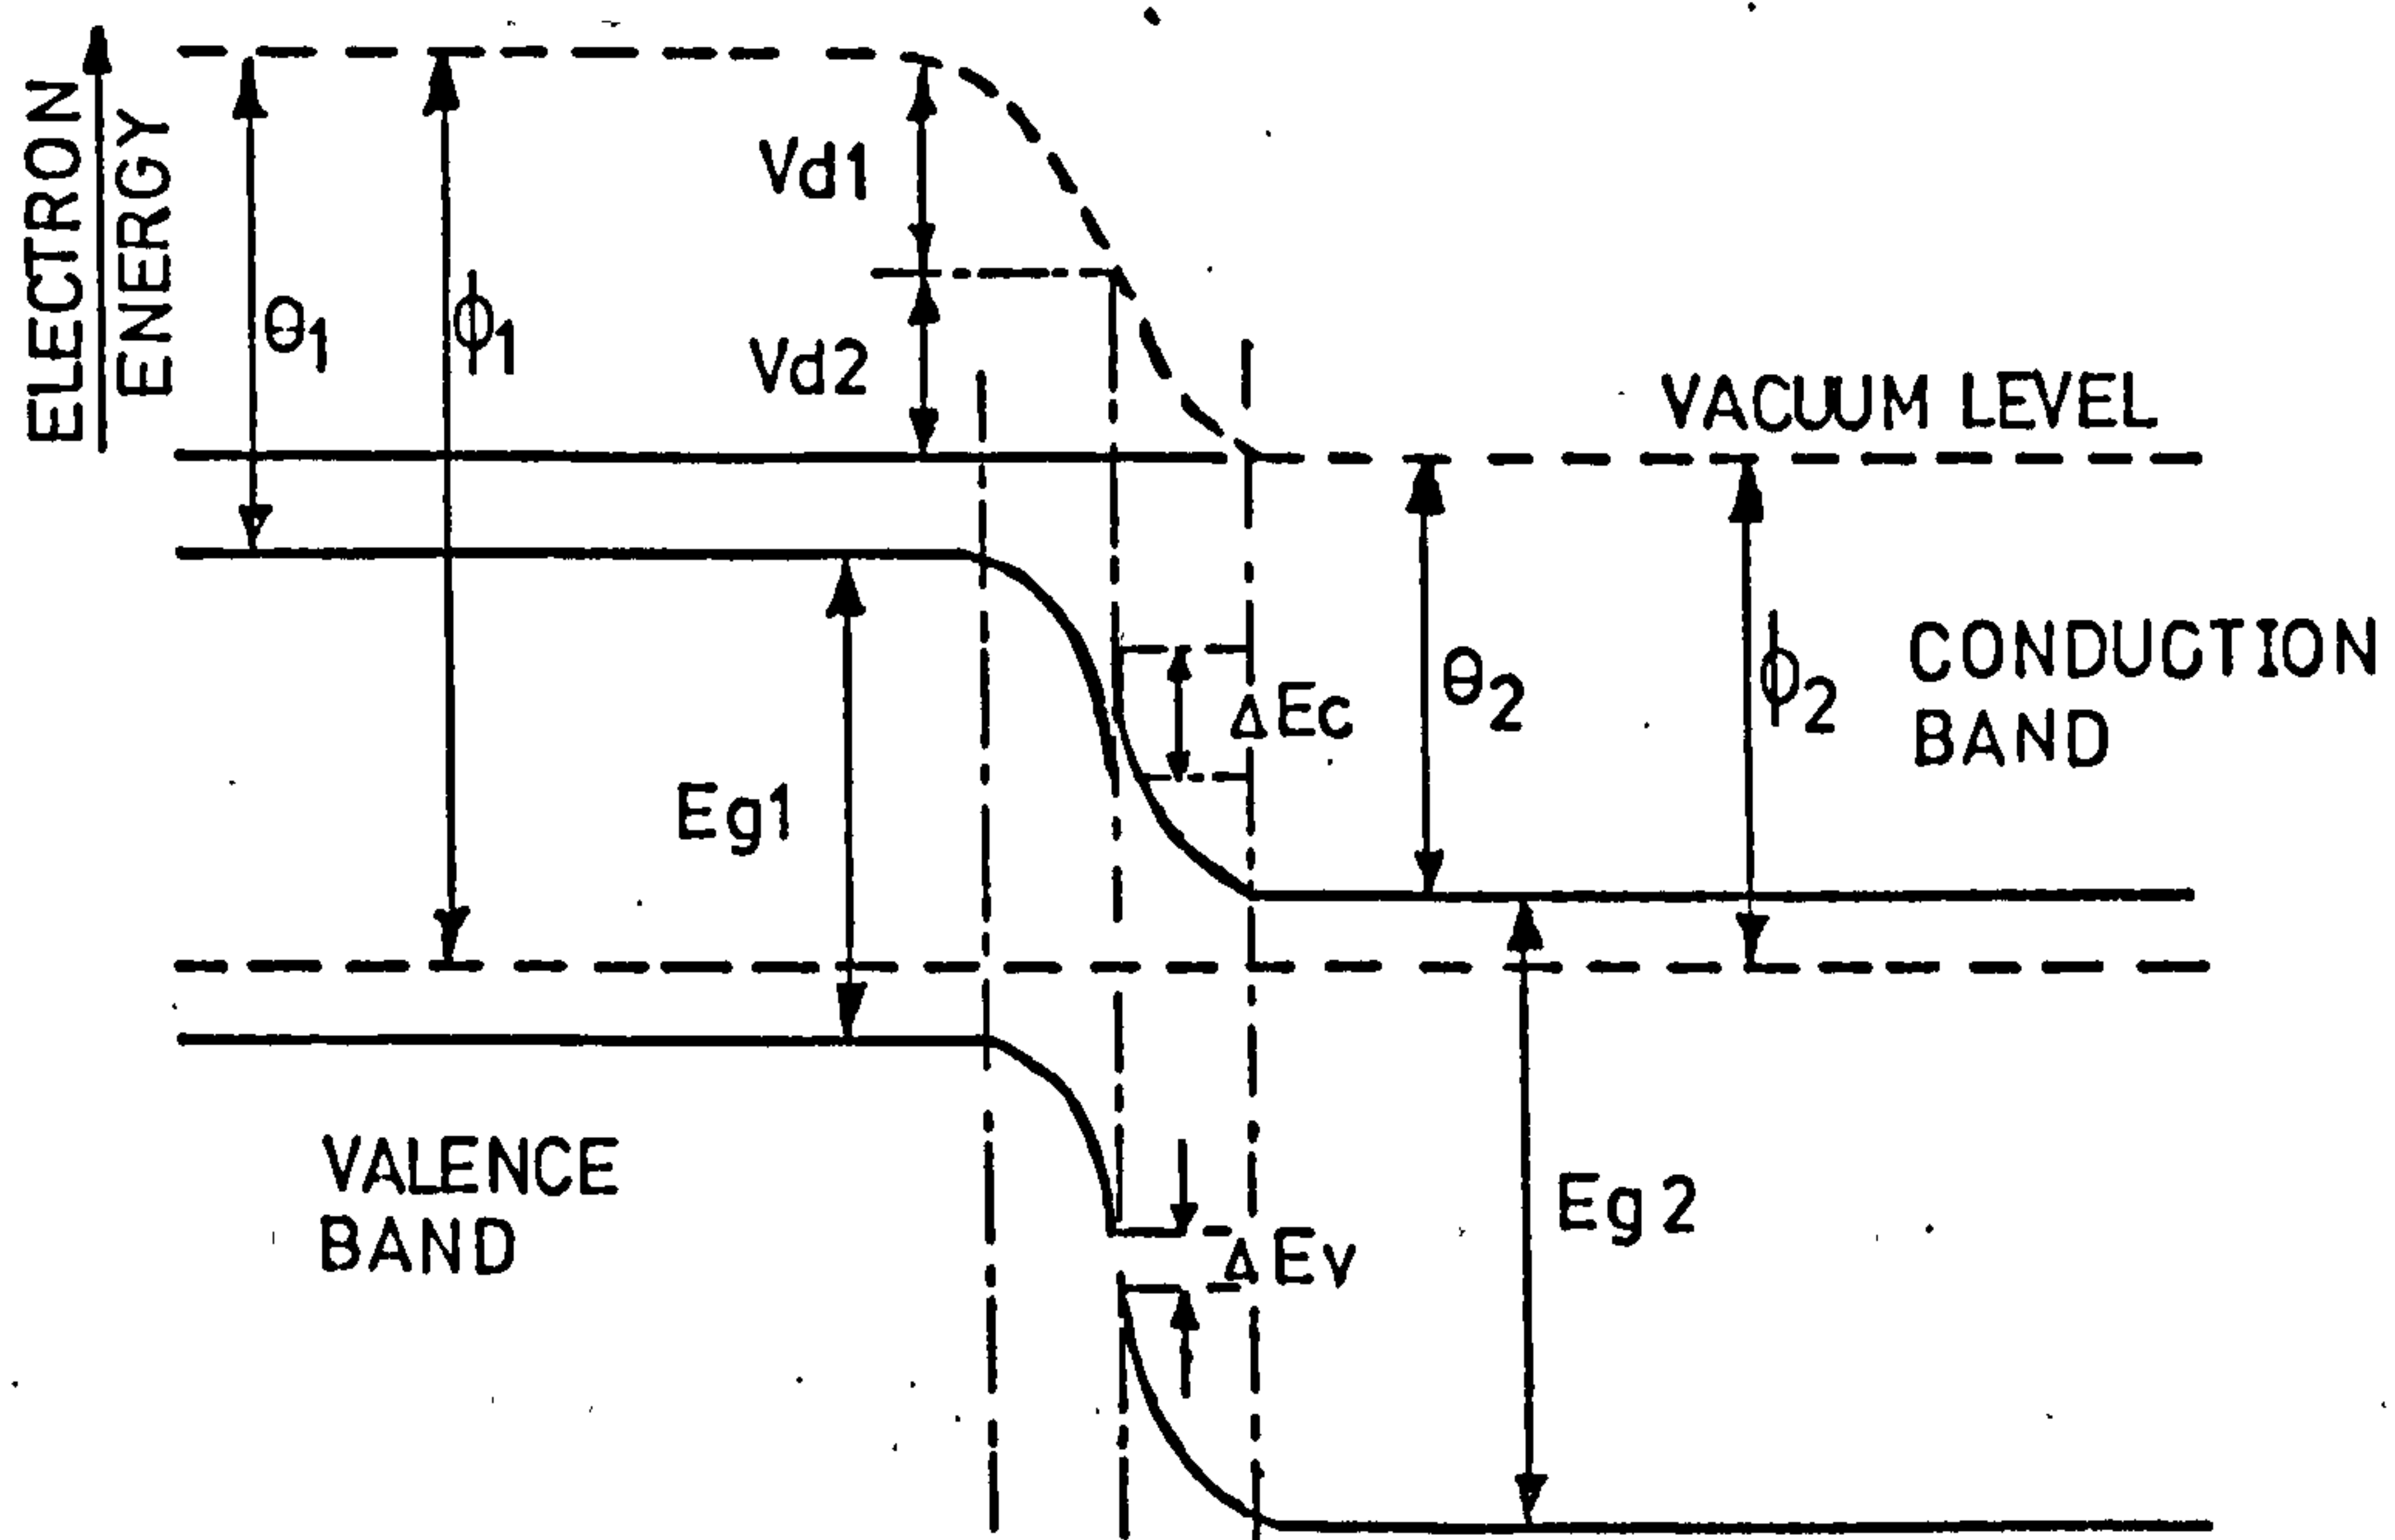 ELECTRON
ENERGY
Θ1
ϕ1
Vd1
Vd2
VACUUM LEVEL
Eg1
ΔEc
Θ2
ϕ2
CONDUCTION
BAND
VALENCE
BAND
ΔEv
Eg2